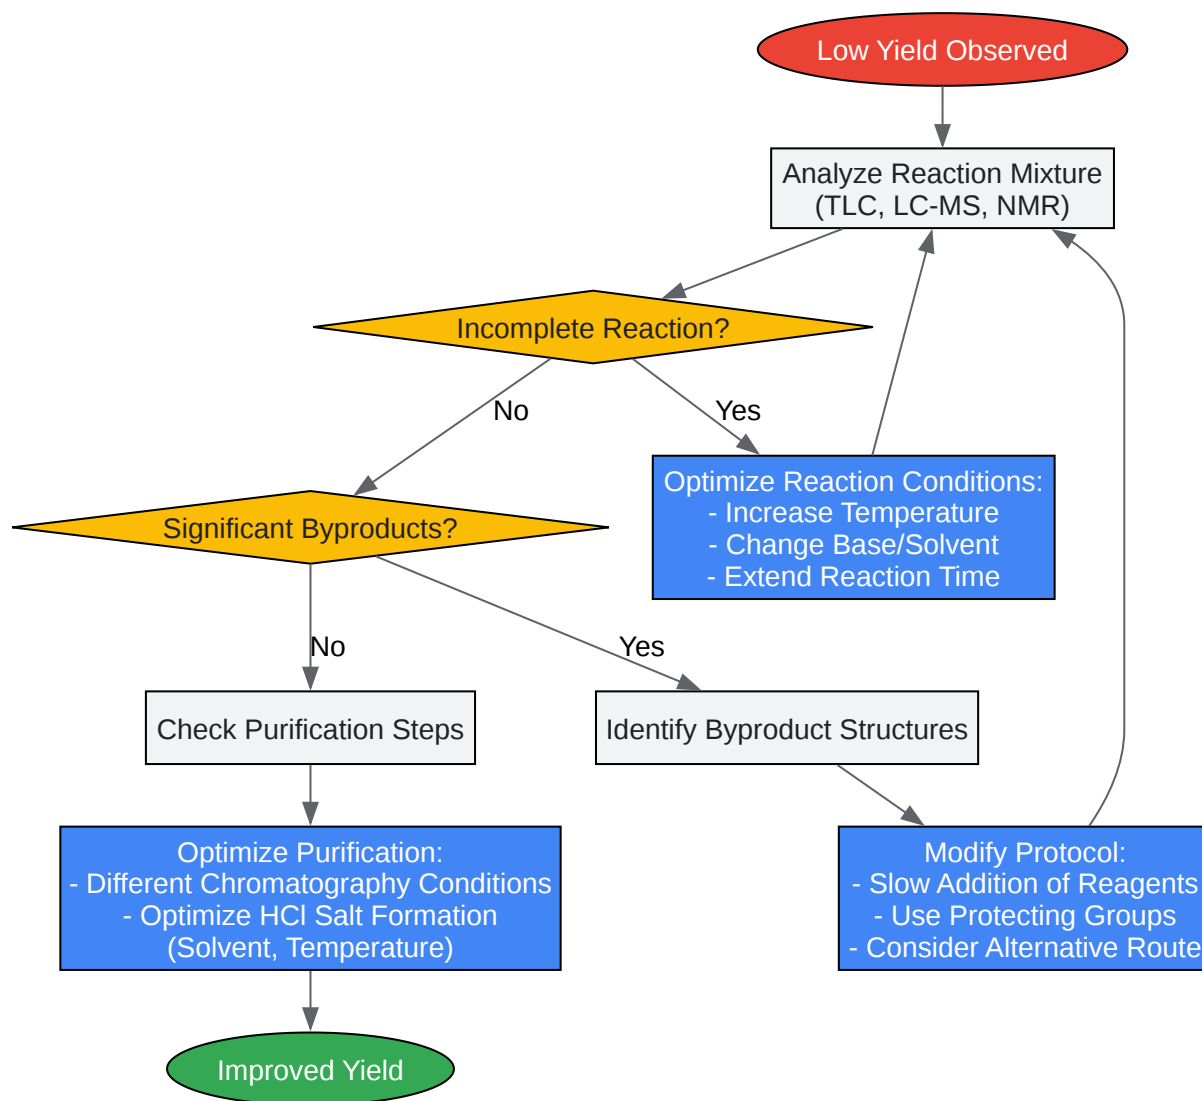 Low Yield Observed
Analyze Reaction Mixture
(TLC, LC-MS, NMR)
Incomplete Reaction?
No
Yes
Optimize Reaction Conditions:
- Increase Temperature
- Change Base/Solvent
- Extend Reaction Time
Significant Byproducts?
No
Yes
Check Purification Steps
Identify Byproduct Structures
Optimize Purification:
- Different Chromatography Conditions
- Optimize HCl Salt Formation
(Solvent, Temperature)
Modify Protocol:
- Slow Addition of Reagents
- Use Protecting Groups
- Consider Alternative Route
Improved Yield